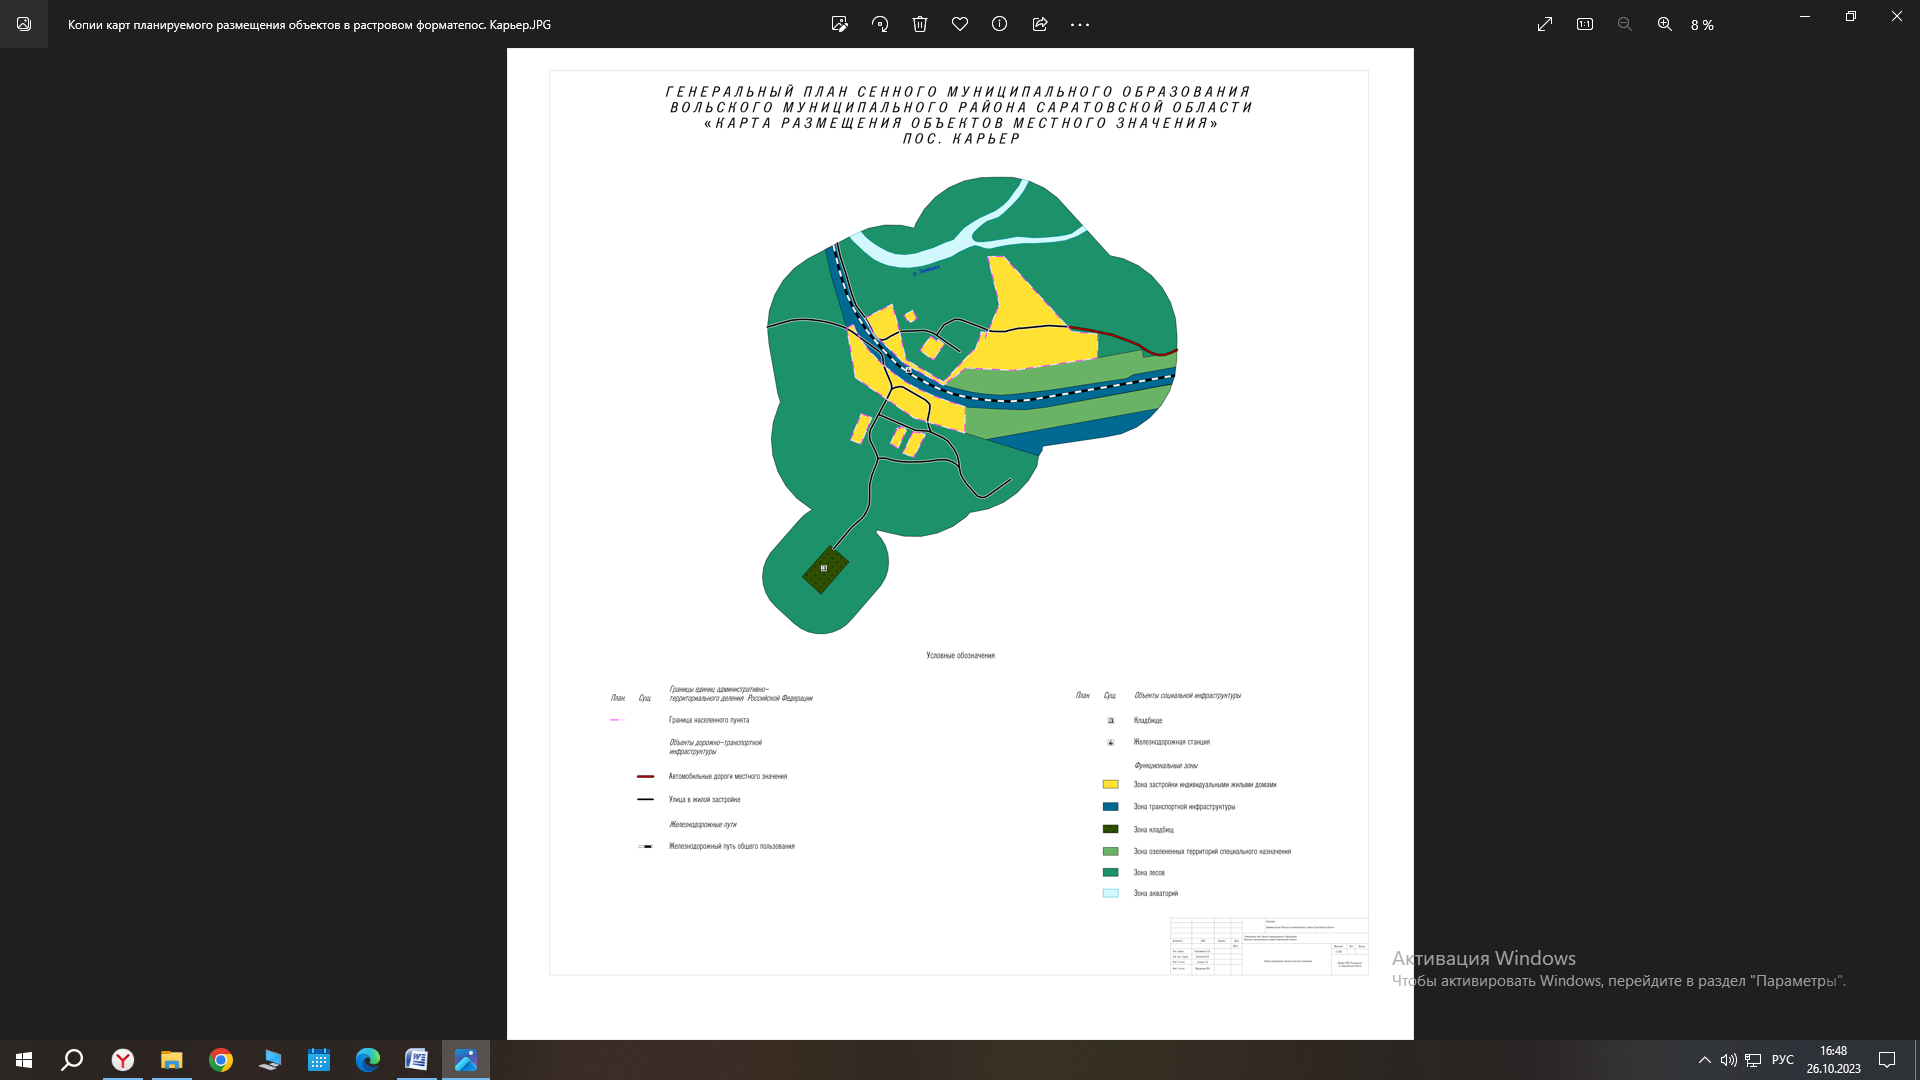 Копии карт планируемого размещения объектов в растровом форматепос. Карьер.JPG
8 %
ГЕНЕРАЛЬНЫЙ ПЛАН СЕННОГО МУНИЦИПАЛЬНОГО ОБРАЗОВАНИЯ
ВОЛЬСКОГО МУНИЦИПАЛЬНОГО РАЙОНА САРАТОВСКОЙ ОБЛАСТИ
«КАРТА РАЗМЕЩЕНИЯ ОБЪЕКТОВ МЕСТНОГО ЗНАЧЕНИЯ»
ПОС. КАРЬЕР
Условные обозначения
План. Сущ. Границы единиц административно-
территориального деления Российской Федерации
Граница населенного пункта
Объекты дорожно-транспортной
инфраструктуры
Автомобильные дороги местного значения
Улица в жилой застройке
Железнодорожные пути
Железнодорожный путь общего пользования
План. Сущ. Объекты социальной инфраструктуры
Кладбище
Железнодорожная станция
Функциональные зоны
Зона застройки индивидуальными жилыми домами
Зона транспортной инфраструктуры
Зона кладбищ
Зона озелененных территорий специального назначения
Зона лесов
Зона акваторий
Активация Windows
Чтобы активировать Windows, перейдите в раздел "Параметры".
РУС
16:48
26.10.2023